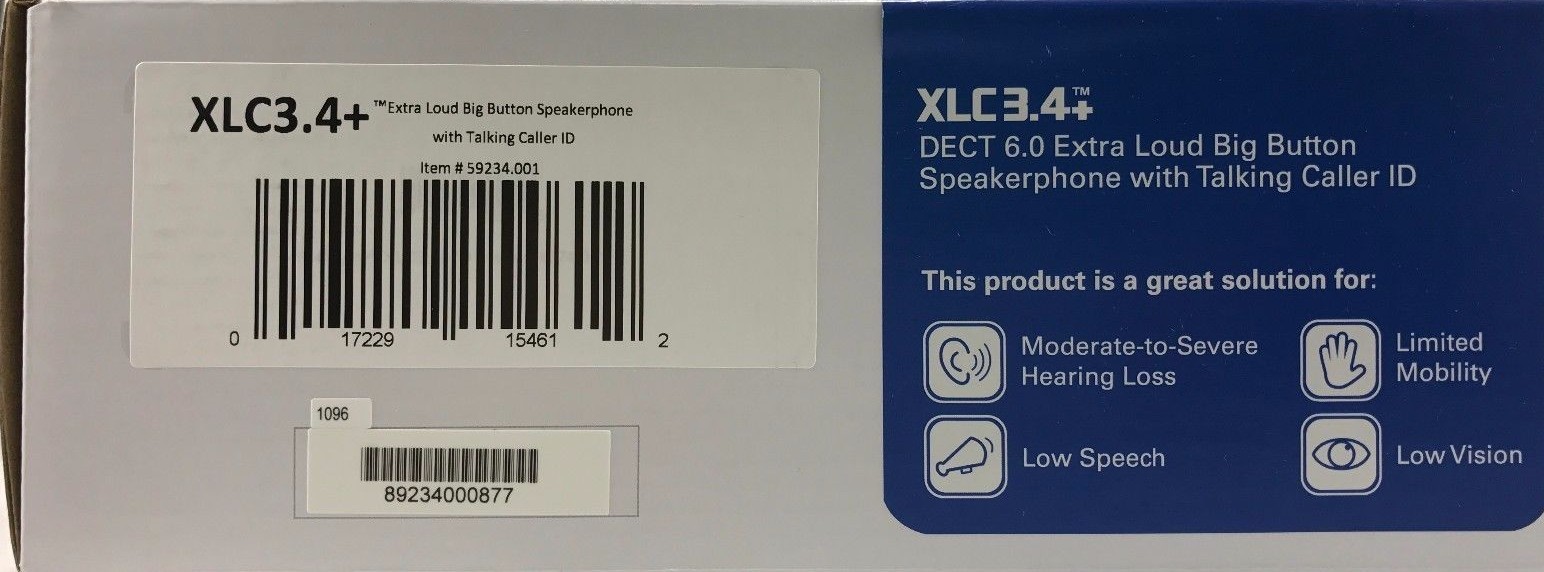 XLC3.4+™Extra Loud Big Button Speakerphone
with Talking Caller ID
Item # 59234.001
0 17229 15461 2
1096
89234000877
XLC3.4+™
DECT 6.0 Extra Loud Big Button
Speakerphone with Talking Caller ID
This product is a great solution for:
Moderate-to-Severe
Hearing Loss
Limited
Mobility
Low Speech
Low Vision